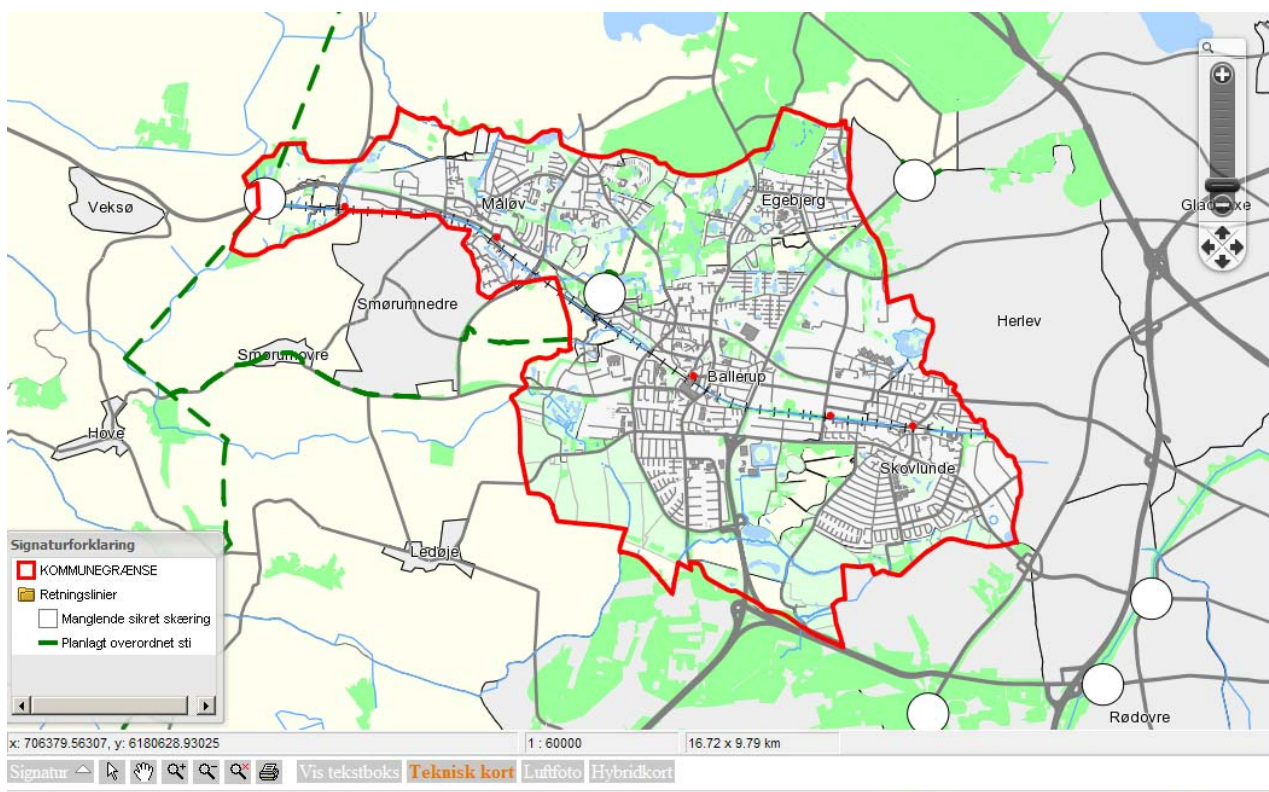 Veksø
Måløv
Egebjerg
Smørumnedre
Herlev
Smørumovre
Ballerup
Hove
Skovlunde
Ledøje
Rødovre
Signaturforklaring
KOMMUNEGRÆNSE
Retningslinier
Manglende sikret skæring
Planlagt overordnet sti
x: 706379.56307, y: 6180628.93025 1 : 60000 16.72 x 9.79 km
Signatur Vis tekstboks Teknisk kort Luftfoto Hybridkort